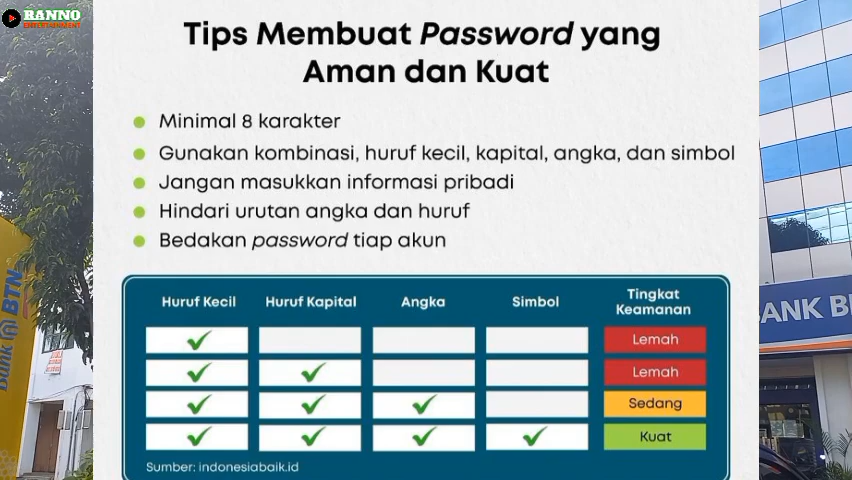 RANNO
ENTERTAINMENT
Tips Membuat Password yang
Aman dan Kuat
Minimal 8 karakter
Gunakan kombinasi, huruf kecil, kapital, angka, dan simbol
Jangan masukkan informasi pribadi
Hindari urutan angka dan huruf
Bedakan password tiap akun
Huruf Kecil Huruf Kapital Angka Simbol Tingkat Keamanan
Lemah
Lemah
Sedang
Kuat
Sumber: indonesiabaik.id
Bank BTN
ANK B